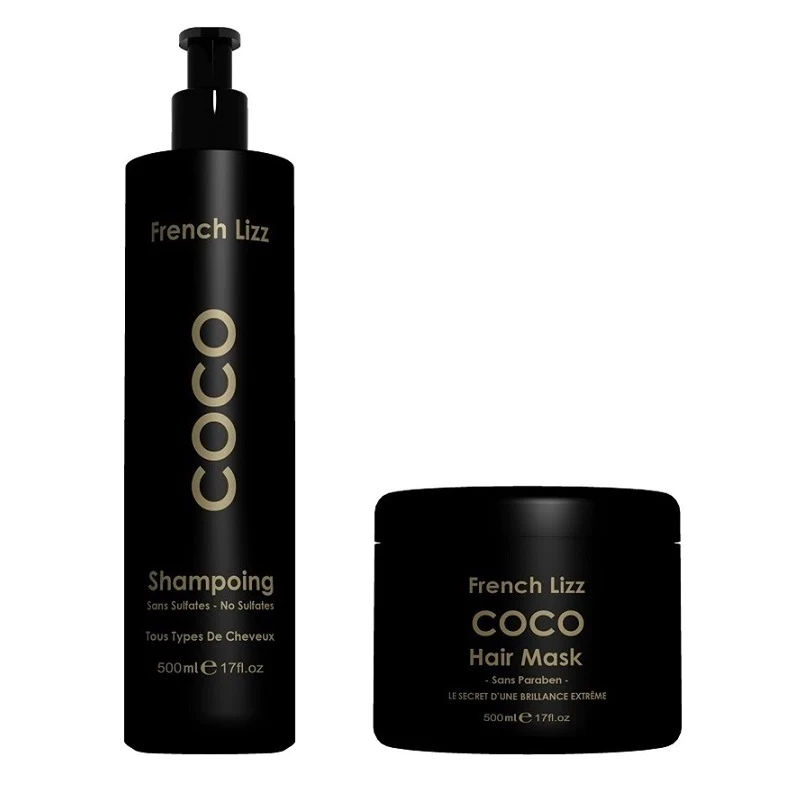 French Lizz
COCO
Shampoing
Sans Sulfates - No Sulfates
Tous Types De Cheveux
500ml e 17fl.oz
French Lizz
COCO
Hair Mask
- Sans Paraben -
LE SECRET D'UNE BRILLANCE EXTRÊME
500ml e 17fl.oz